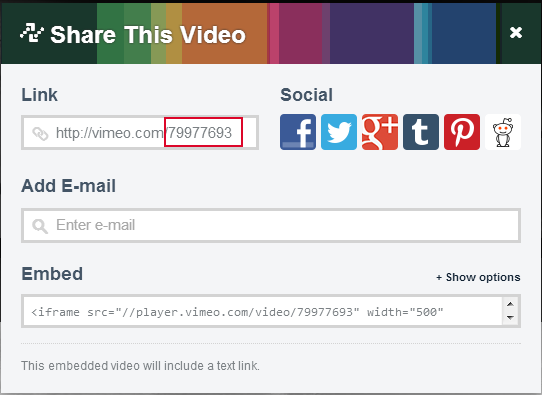 Share This Video
Link
Social
http://vimeo.com/79977693
f
g+
t
Add E-mail
Enter e-mail
Embed
+ Show options
<iframe src="//player.vimeo.com/video/79977693" width="500"
This embedded video will include a text link.